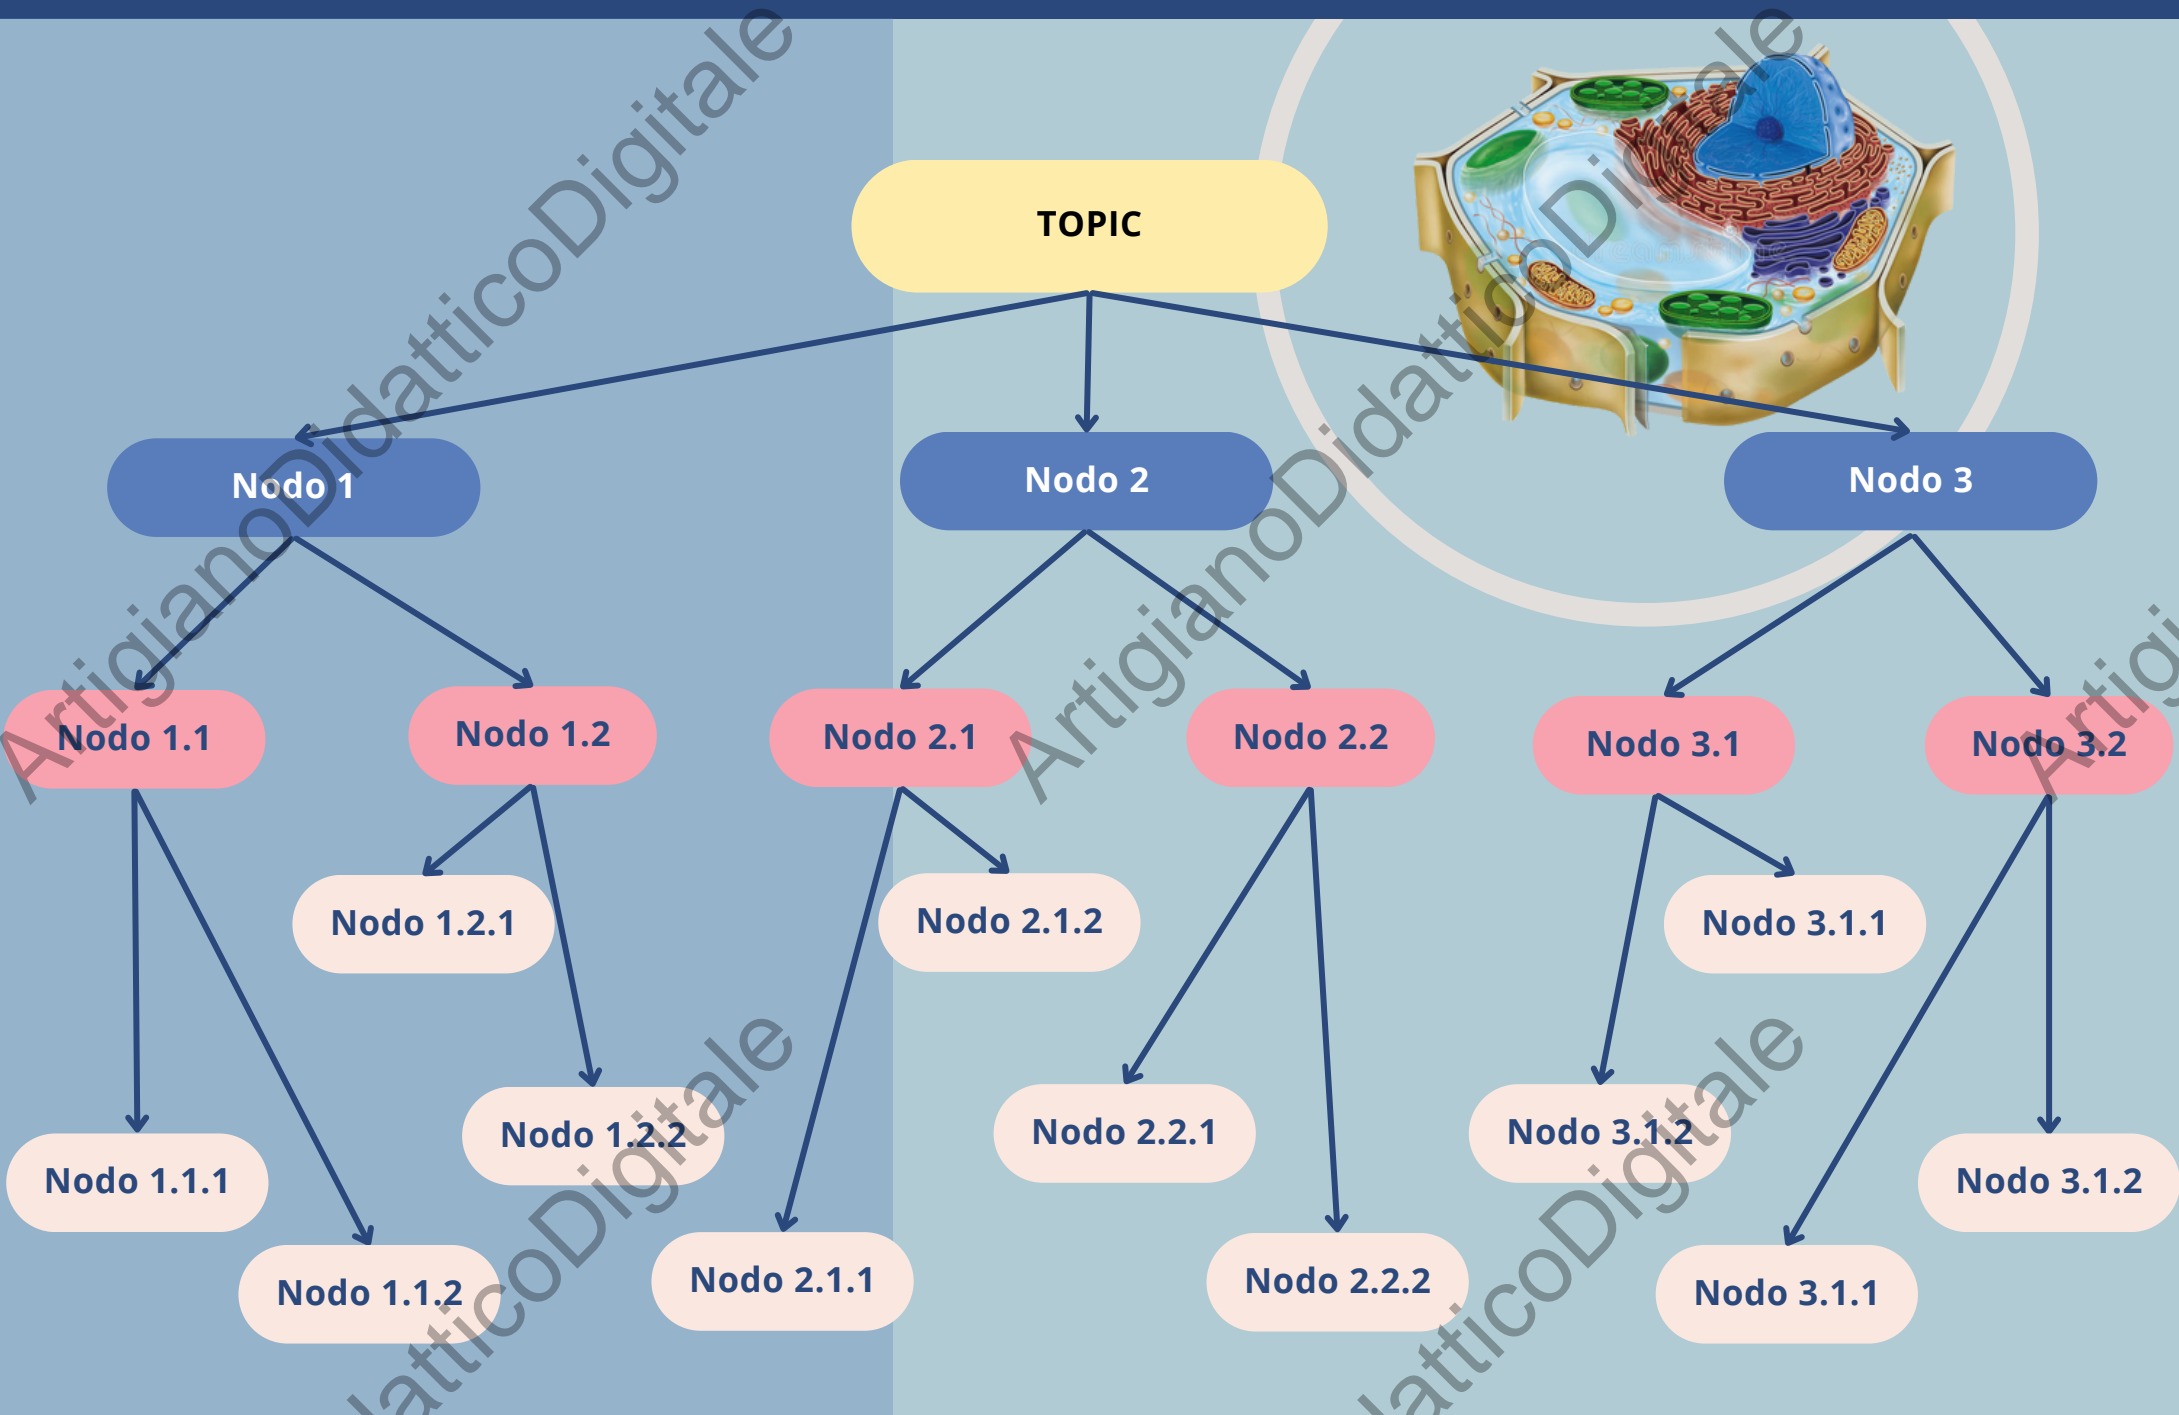 TOPIC
Nodo 1
Nodo 2
Nodo 3
Nodo 1.1
Nodo 1.2
Nodo 2.1
Nodo 2.2
Nodo 3.1
Nodo 3.2
Nodo 1.2.1
Nodo 2.1.2
Nodo 3.1.1
Nodo 1.2.2
Nodo 2.2.1
Nodo 3.1.2
Nodo 1.1.1
Nodo 3.1.2
Nodo 1.1.2
Nodo 2.1.1
Nodo 2.2.2
Nodo 3.1.1
ArtigianoDidatticoDigitale
ArtigianoDidatticoDigitale
Artigi
datticoDigitale
datticoDigitale